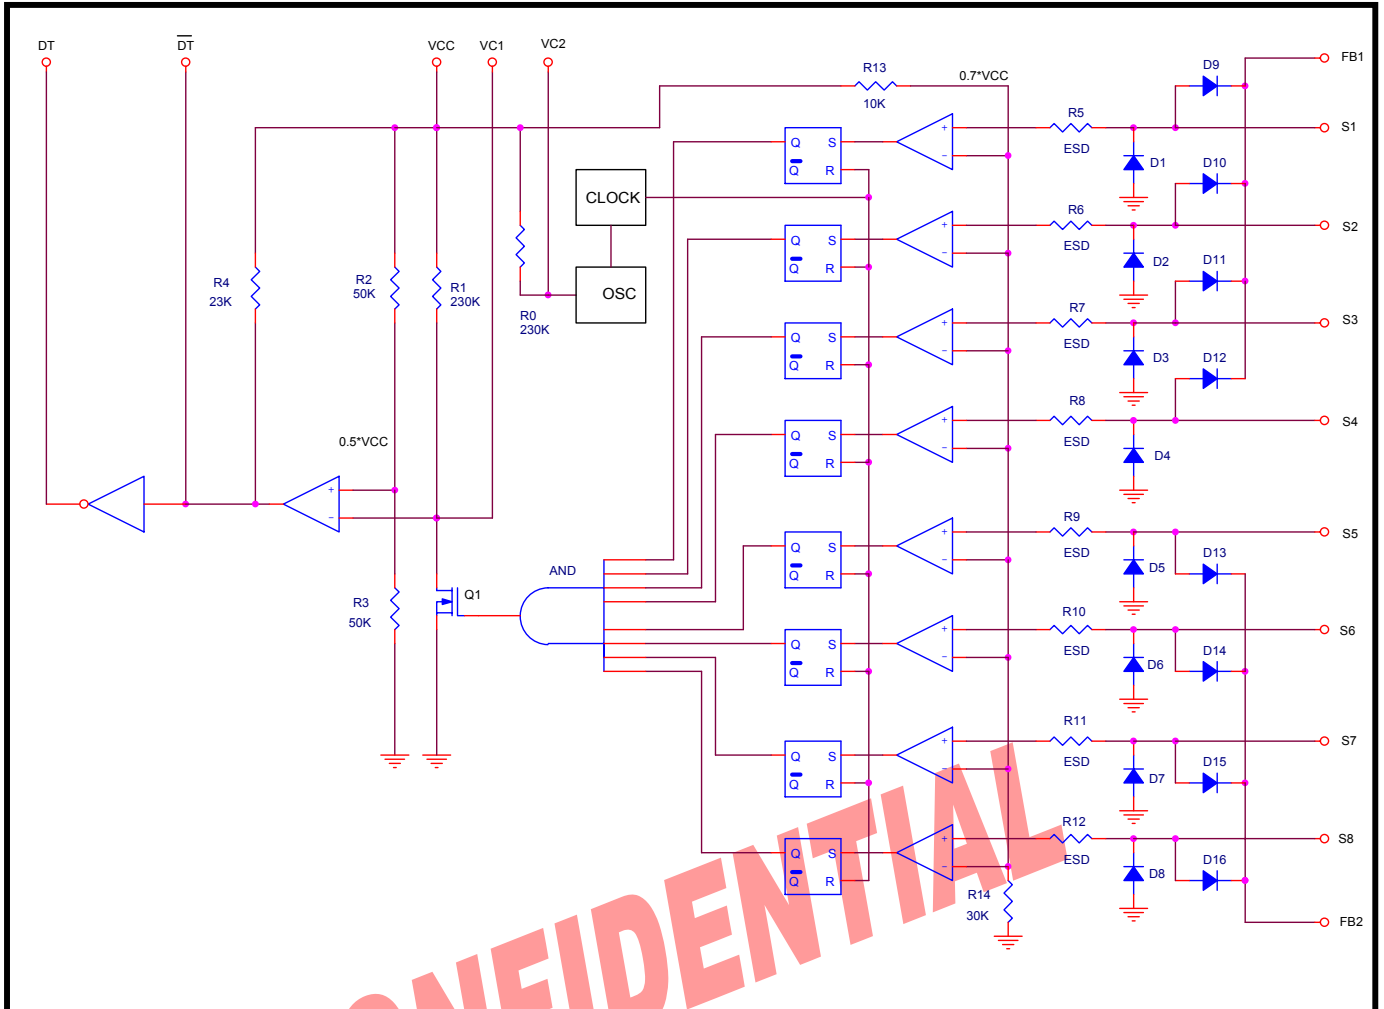 DT
DT
VCC
VC1
VC2
R13
10K
0.7*VCC
D9
FB1
R5
ESD
D1
S1
Q
S
Q
R
+
−
CLOCK
D10
R6
ESD
D2
S2
Q
S
Q
R
+
−
OSC
R4
23K
R2
50K
R1
230K
R0
230K
D11
R7
ESD
D3
S3
Q
S
Q
R
+
−
D12
R8
ESD
D4
S4
Q
S
Q
R
+
−
0.5*VCC
+
−
R9
ESD
D5
D13
S5
Q
S
Q
R
+
−
AND
Q1
R3
50K
R10
ESD
D6
D14
S6
Q
S
Q
R
+
−
R11
ESD
D7
D15
S7
Q
S
Q
R
+
−
R12
ESD
D8
D16
S8
Q
S
Q
R
+
−
R14
30K
FB2
ONFIDENTIAL